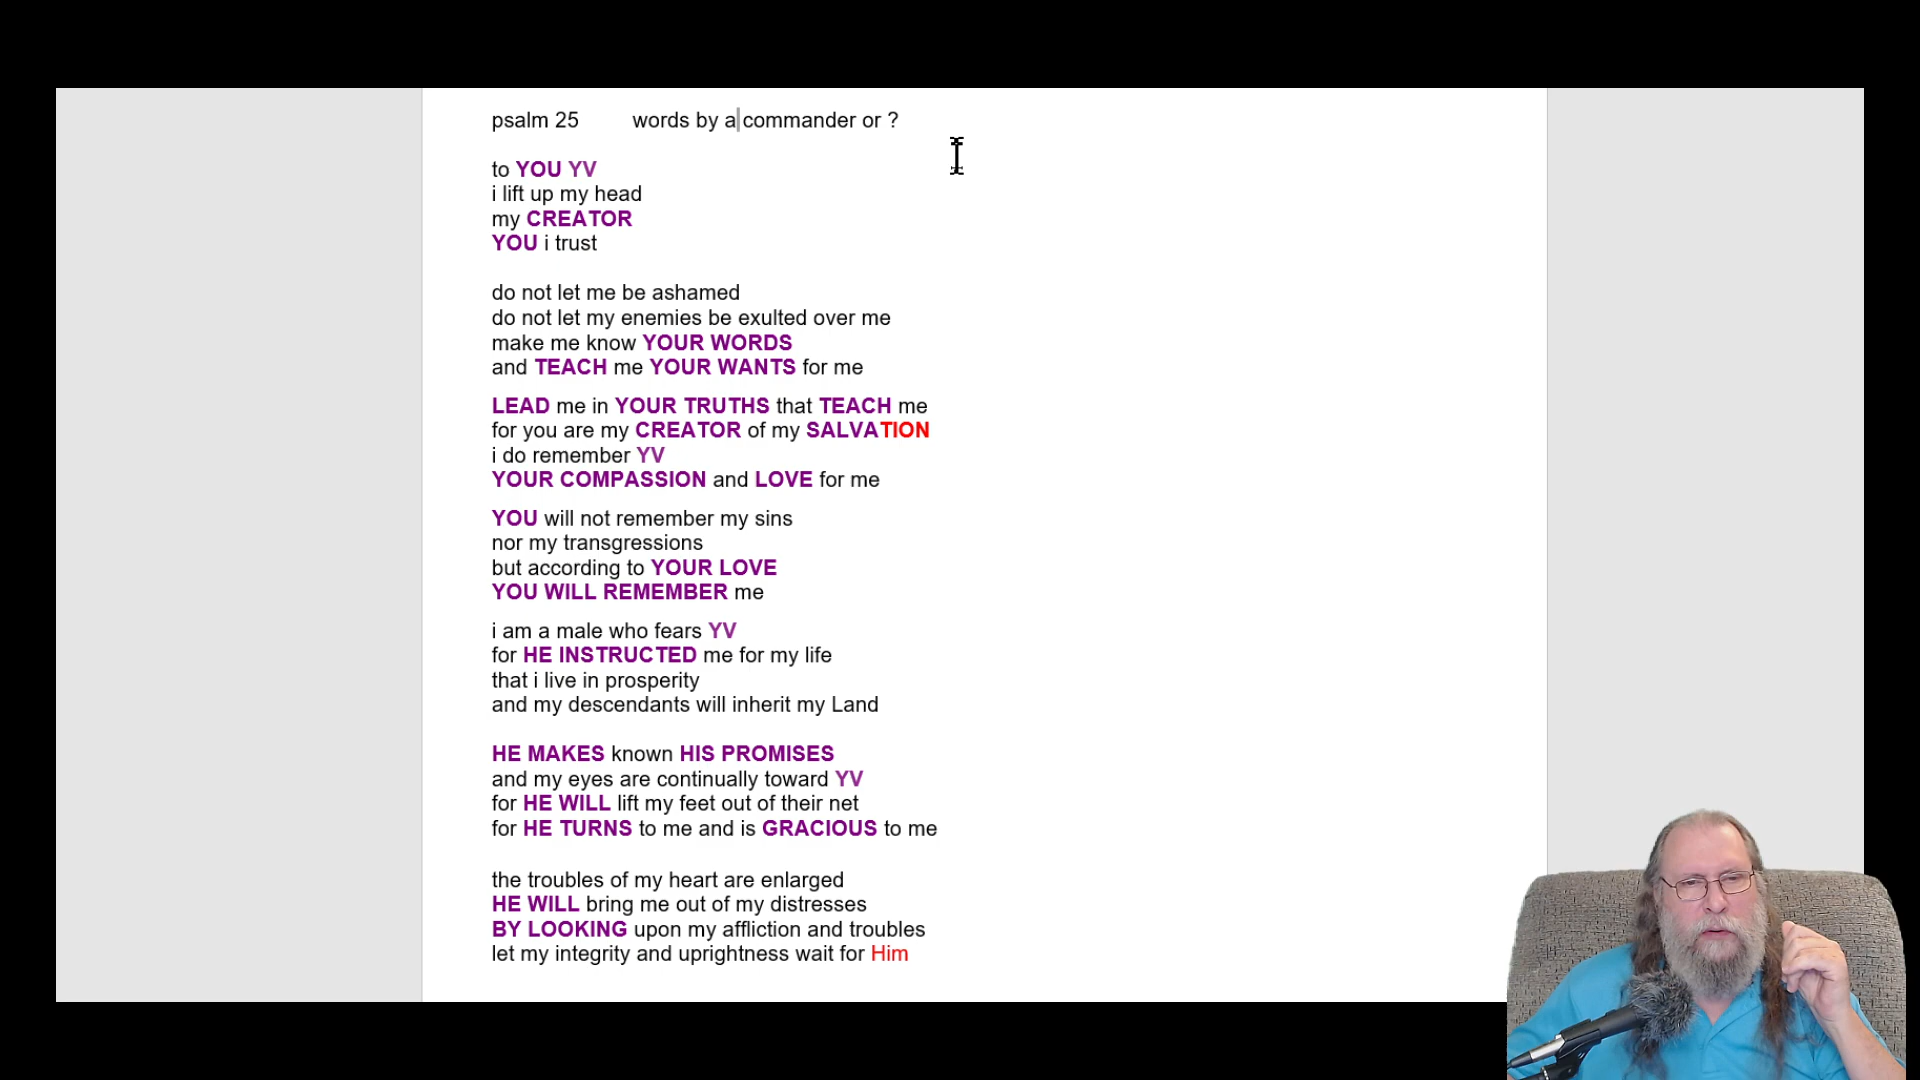 psalm 25 words by a commander or ?
to YOU YV
i lift up my head
my CREATOR
YOU i trust
do not let me be ashamed
do not let my enemies be exulted over me
make me know YOUR WORDS
and TEACH me YOUR WANTS for me
LEAD me in YOUR TRUTHS that TEACH me
for you are my CREATOR of my SALVATION
i do remember YV
YOUR COMPASSION and LOVE for me
YOU will not remember my sins
nor my transgressions
but according to YOUR LOVE
YOU WILL REMEMBER me
i am a male who fears YV
for HE INSTRUCTED me for my life
that i live in prosperity
and my descendants will inherit my Land
HE MAKES known HIS PROMISES
and my eyes are continually toward YV
for HE WILL lift my feet out of their net
for HE TURNS to me and is GRACIOUS to me
the troubles of my heart are enlarged
HE WILL bring me out of my distresses
BY LOOKING upon my affliction and troubles
let my integrity and uprightness wait for Him